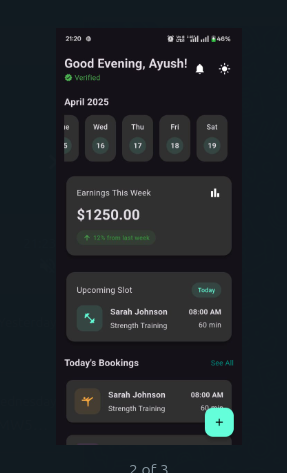 21:20
46%
Good Evening, Ayush!
Verified
April 2025
ue Wed Thu Fri Sat
5 16 17 18 19
Earnings This Week
$1250.00
12% from last week
Upcoming Slot Today
Sarah Johnson 08:00 AM
Strength Training 60 min
Today's Bookings See All
Sarah Johnson 08:00 AM
Strength Training 60 min
+
2 of 3